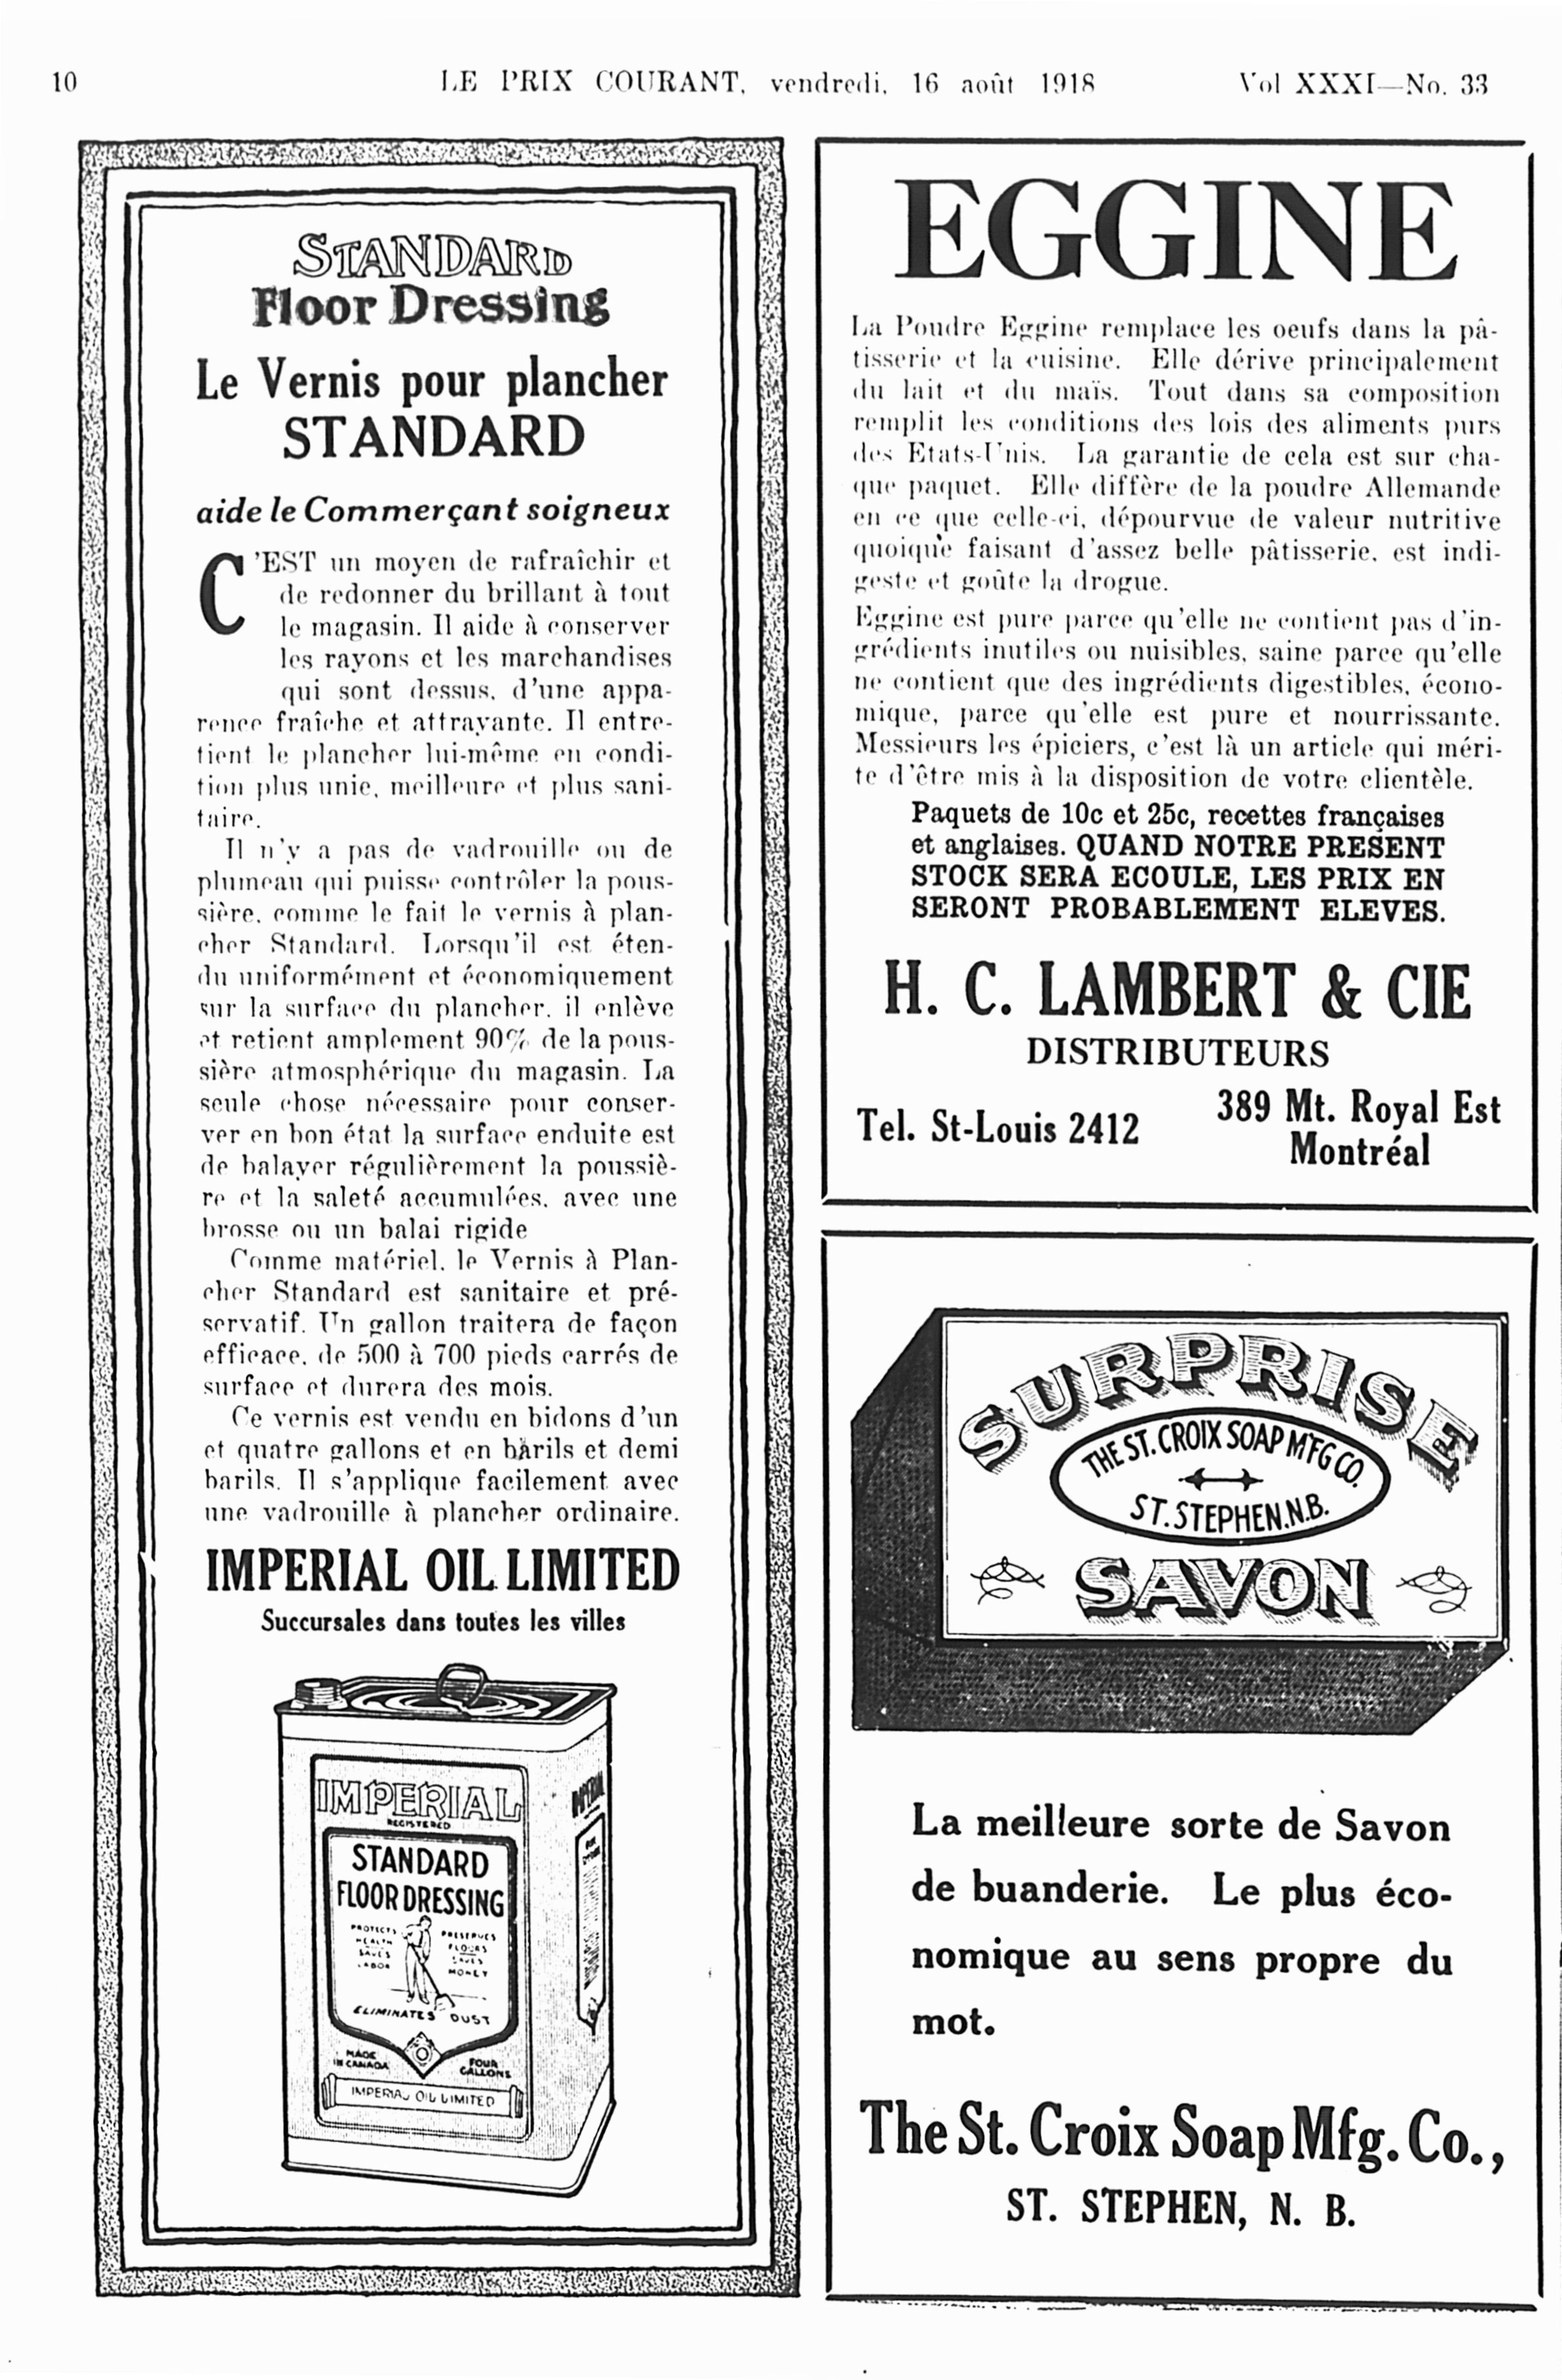 10
LE PRIX COURANT, vendredi, 16 août 1918
Vol XXXI—No. 33
STANDARD
Floor Dressing
Le Vernis pour plancher
STANDARD
aide le Commerçant soigneux
C'EST un moyen de rafraîchir et
de redonner du brillant à tout
le magasin. Il aide à conserver
les rayons et les marchandises
qui sont dessus, d'une appa-
rence fraîche et attrayante. Il entre-
tient le plancher lui-même en condi-
tion plus unie, meilleure et plus sani-
taire.
Il n'y a pas de vadrouille ou de
plumeau qui puisse contrôler la pous-
sière, comme le fait le vernis à plan-
cher Standard. Lorsqu'il est éten-
du uniformément et économiquement
sur la surface du plancher, il enlève
et retient amplement 90% de la pous-
sière atmosphérique du magasin. La
seule chose nécessaire pour conser-
ver en bon état la surface enduite est
de balayer régulièrement la poussiè-
re et la saleté accumulées, avec une
brosse ou un balai rigide
Comme matériel, le Vernis à Plan-
cher Standard est sanitaire et pré-
servatif. Un gallon traitera de façon
efficace, de 500 à 700 pieds carrés de
surface et durera des mois.
Ce vernis est vendu en bidons d'un
et quatre gallons et en barils et demi
barils. Il s'applique facilement avec
une vadrouille à plancher ordinaire.
IMPERIAL OIL LIMITED
Succursales dans toutes les villes
IMPERIAL
REGISTERED
STANDARD
FLOOR DRESSING
PROTECTS
HEALTH
SAVES
LABOR
PRESERVES
FLOORS
SAVES
MONEY
ELIMINATES DUST
MADE
IN CANADA
FOUR
GALLONS
IMPERIAL OIL LIMITED
IMPERIAL
EGGINE
La Poudre Eggine remplace les oeufs dans la pâ-
tisserie et la cuisine. Elle dérive principalement
du lait et du maïs. Tout dans sa composition
remplit les conditions des lois des aliments purs
des Etats-Unis. La garantie de cela est sur cha-
que paquet. Elle diffère de la poudre Allemande
en ce que celle-ci, dépourvue de valeur nutritive
quoique faisant d'assez belle pâtisserie, est indi-
geste et goûte la drogue.
Eggine est pure parce qu'elle ne contient pas d'in-
grédients inutiles ou nuisibles, saine parce qu'elle
ne contient que des ingrédients digestibles, écono-
mique, parce qu'elle est pure et nourrissante.
Messieurs les épiciers, c'est là un article qui méri-
te d'être mis à la disposition de votre clientèle.
Paquets de 10c et 25c, recettes françaises
et anglaises. QUAND NOTRE PRESENT
STOCK SERA ECOULE, LES PRIX EN
SERONT PROBABLEMENT ELEVES.
H. C. LAMBERT & CIE
DISTRIBUTEURS
Tel. St-Louis 2412
389 Mt. Royal Est
Montréal
SURPRISE
THE ST. CROIX SOAP M'F'G CO.
ST. STEPHEN. N.B.
SAVON
La meilleure sorte de Savon
de buanderie. Le plus éco-
nomique au sens propre du
mot.
The St. Croix Soap Mfg. Co.,
ST. STEPHEN, N. B.